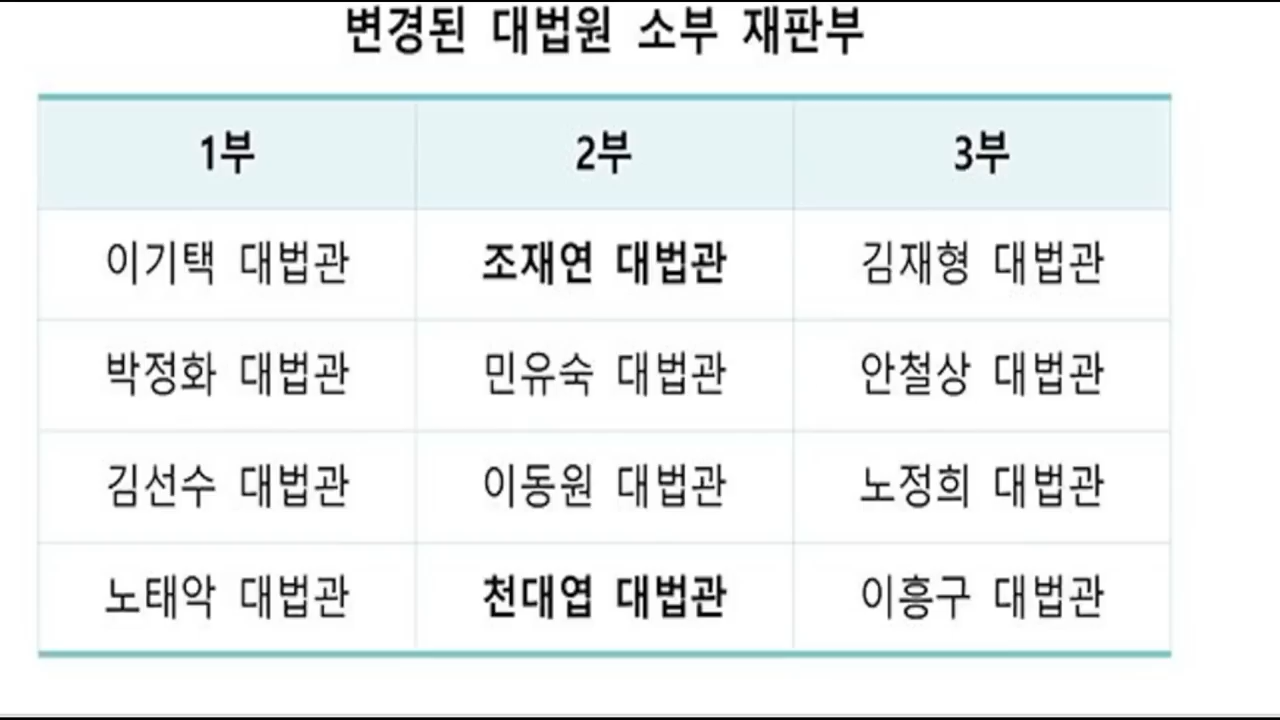 변경된 대법원 소부 재판부
1부 2부 3부
이기택 대법관 조재연 대법관 김재형 대법관
박정화 대법관 민유숙 대법관 안철상 대법관
김선수 대법관 이동원 대법관 노정희 대법관
노태악 대법관 천대엽 대법관 이흥구 대법관